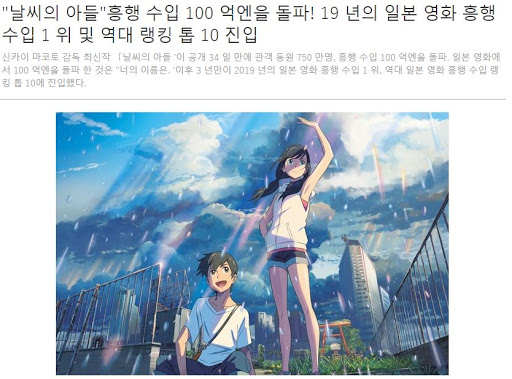 "날씨의 아들"흥행 수입 100 억엔을 돌파! 19 년의 일본 영화 흥행
수입 1 위 및 역대 랭킹 톱 10 진입
신카이 마코토 감독 최신작 「날씨의 아들 '이 공개 34 일 만에 관객 동원 750 만명, 흥행 수입 100 억엔을 돌파. 일본 영화에
서 100 억엔을 돌파 한 것은 "너의 이름은. '이후 3 년만이 2019 년의 일본 영화 흥행 수입 1 위, 역대 일본 영화 흥행 수입 랭
킹 톱 10에 진입했다.